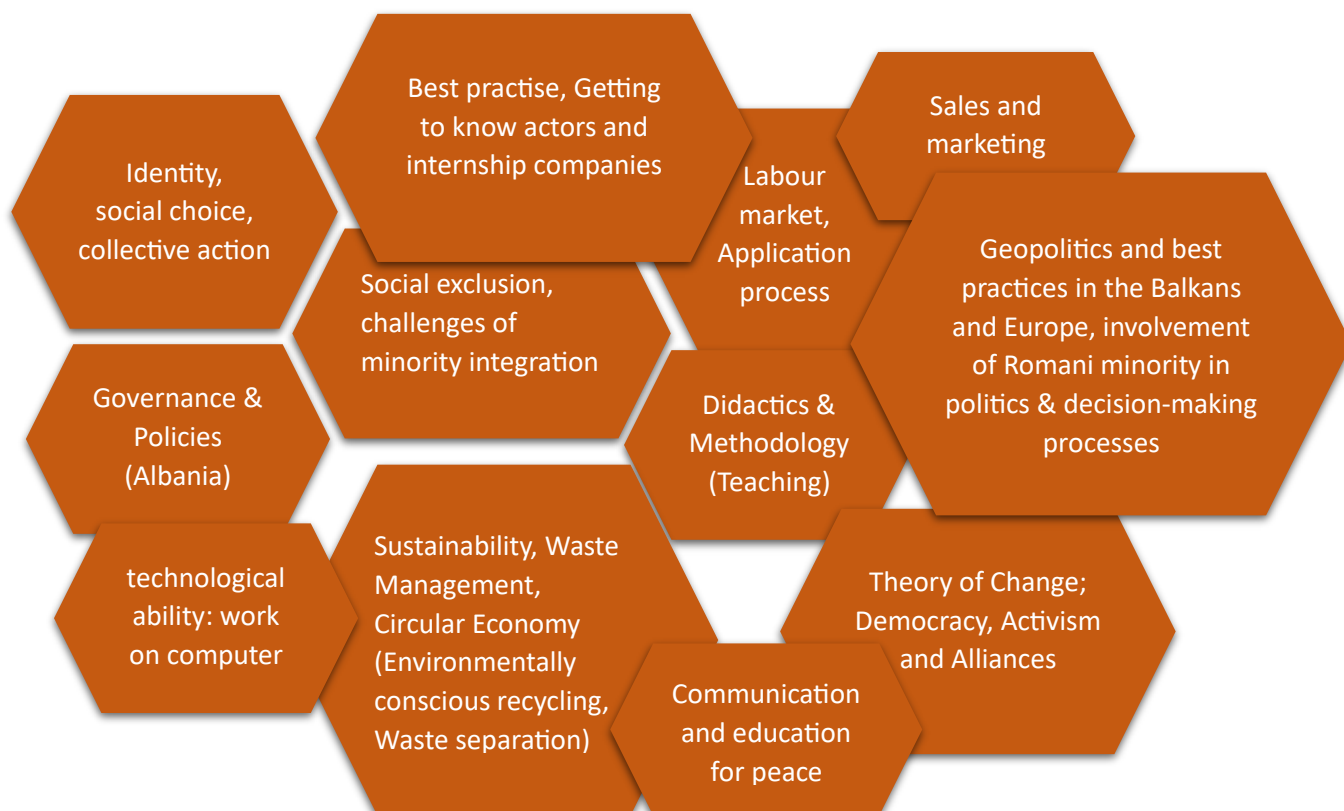 Identity,
social choice,
collective action
Best practise, Getting
to know actors and
internship companies
Sales and
marketing
Labour
market,
Application
process
Social exclusion,
challenges of
minority integration
Geopolitics and best
practices in the Balkans
and Europe, involvement
of Romani minority in
politics & decision-making
processes
Governance &
Policies
(Albania)
Didactics &
Methodology
(Teaching)
technological
ability: work
on computer
Sustainability, Waste
Management,
Circular Economy
(Environmentally
conscious recycling,
Waste separation)
Theory of Change;
Democracy, Activism
and Alliances
Communication
and education
for peace